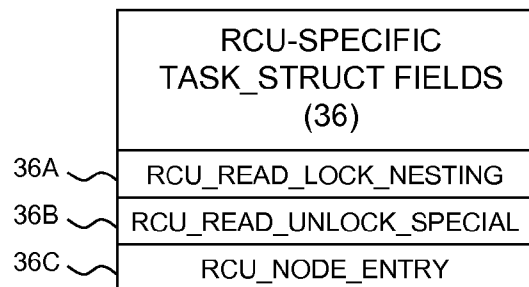 RCU-SPECIFIC
TASK_STRUCT FIELDS
(36)
36A RCU_READ_LOCK_NESTING
36B RCU_READ_UNLOCK_SPECIAL
36C RCU_NODE_ENTRY